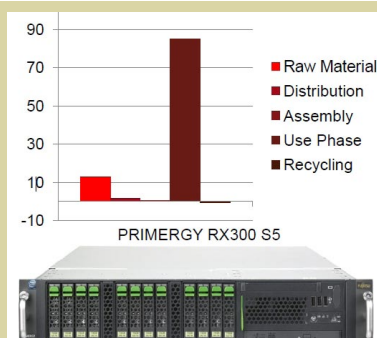 90
70
50
30
10
-10
Raw Material
Distribution
Assembly
Use Phase
Recycling
PRIMERGY RX300 S5